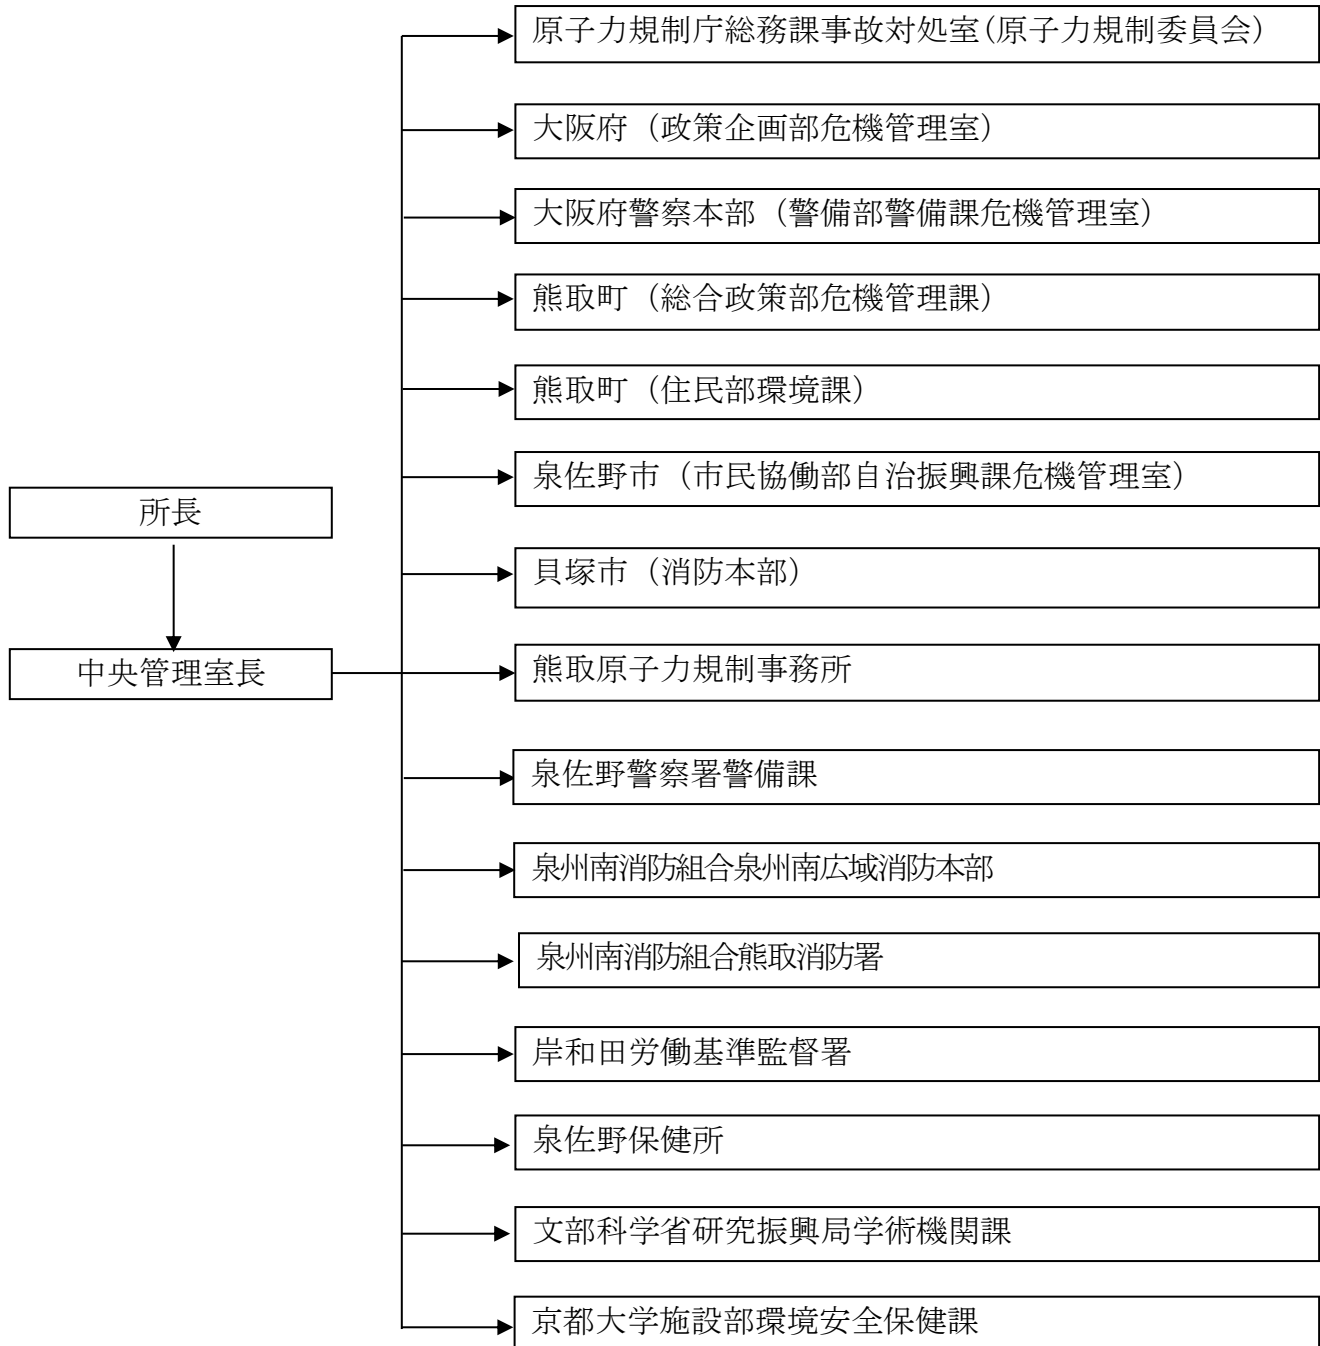 原子力規制庁総務課事故対処室(原子力規制委員会)
大阪府（政策企画部危機管理室）
大阪府警察本部（警備部警備課危機管理室）
熊取町（総合政策部危機管理課）
熊取町（住民部環境課）
泉佐野市（市民協働部自治振興課危機管理室）
所長
貝塚市（消防本部）
中央管理室長
熊取原子力規制事務所
泉佐野警察署警備課
泉州南消防組合泉州南広域消防本部
泉州南消防組合熊取消防署
岸和田労働基準監督署
泉佐野保健所
文部科学省研究振興局学術機関課
京都大学施設部環境安全保健課